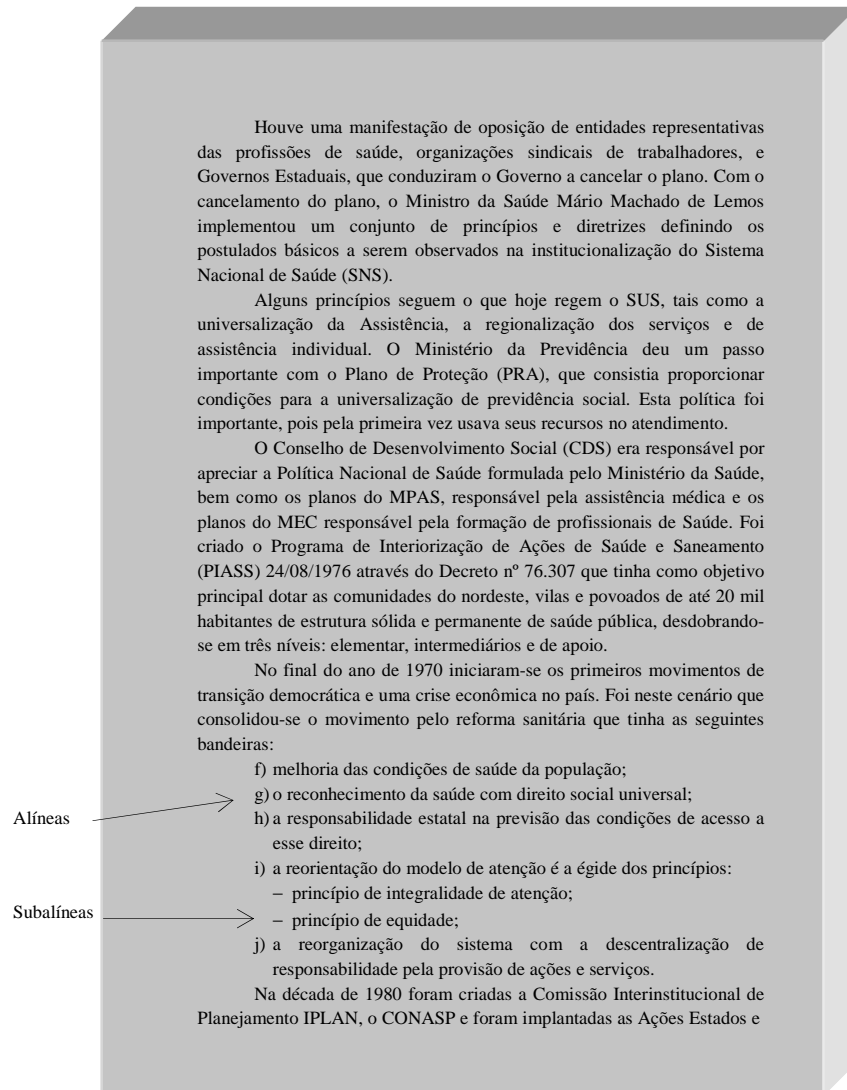 Houve uma manifestação de oposição de entidades representativas
das profissões de saúde, organizações sindicais de trabalhadores, e
Governos Estaduais, que conduziram o Governo a cancelar o plano. Com o
cancelamento do plano, o Ministro da Saúde Mário Machado de Lemos
implementou um conjunto de princípios e diretrizes definindo os
postulados básicos a serem observados na institucionalização do Sistema
Nacional de Saúde (SNS).
Alguns princípios seguem o que hoje regem o SUS, tais como a
universalização da Assistência, a regionalização dos serviços e de
assistência individual. O Ministério da Previdência deu um passo
importante com o Plano de Proteção (PRA), que consistia proporcionar
condições para a universalização de previdência social. Esta política foi
importante, pois pela primeira vez usava seus recursos no atendimento.
O Conselho de Desenvolvimento Social (CDS) era responsável por
apreciar a Política Nacional de Saúde formulada pelo Ministério da Saúde,
bem como os planos do MPAS, responsável pela assistência médica e os
planos do MEC responsável pela formação de profissionais de Saúde. Foi
criado o Programa de Interiorização de Ações de Saúde e Saneamento
(PIASS) 24/08/1976 através do Decreto nº 76.307 que tinha como objetivo
principal dotar as comunidades do nordeste, vilas e povoados de até 20 mil
habitantes de estrutura sólida e permanente de saúde pública, desdobrando-
se em três níveis: elementar, intermediários e de apoio.
No final do ano de 1970 iniciaram-se os primeiros movimentos de
transição democrática e uma crise econômica no país. Foi neste cenário que
consolidou-se o movimento pelo reforma sanitária que tinha as seguintes
bandeiras:
f) melhoria das condições de saúde da população;
Alíneas
g) o reconhecimento da saúde com direito social universal;
h) a responsabilidade estatal na previsão das condições de acesso a
esse direito;
i) a reorientação do modelo de atenção é a égide dos princípios:
– princípio de integralidade de atenção;
Subalíneas
– princípio de equidade;
j) a reorganização do sistema com a descentralização de
responsabilidade pela provisão de ações e serviços.
Na década de 1980 foram criadas a Comissão Interinstitucional de
Planejamento IPLAN, o CONASP e foram implantadas as Ações Estados e